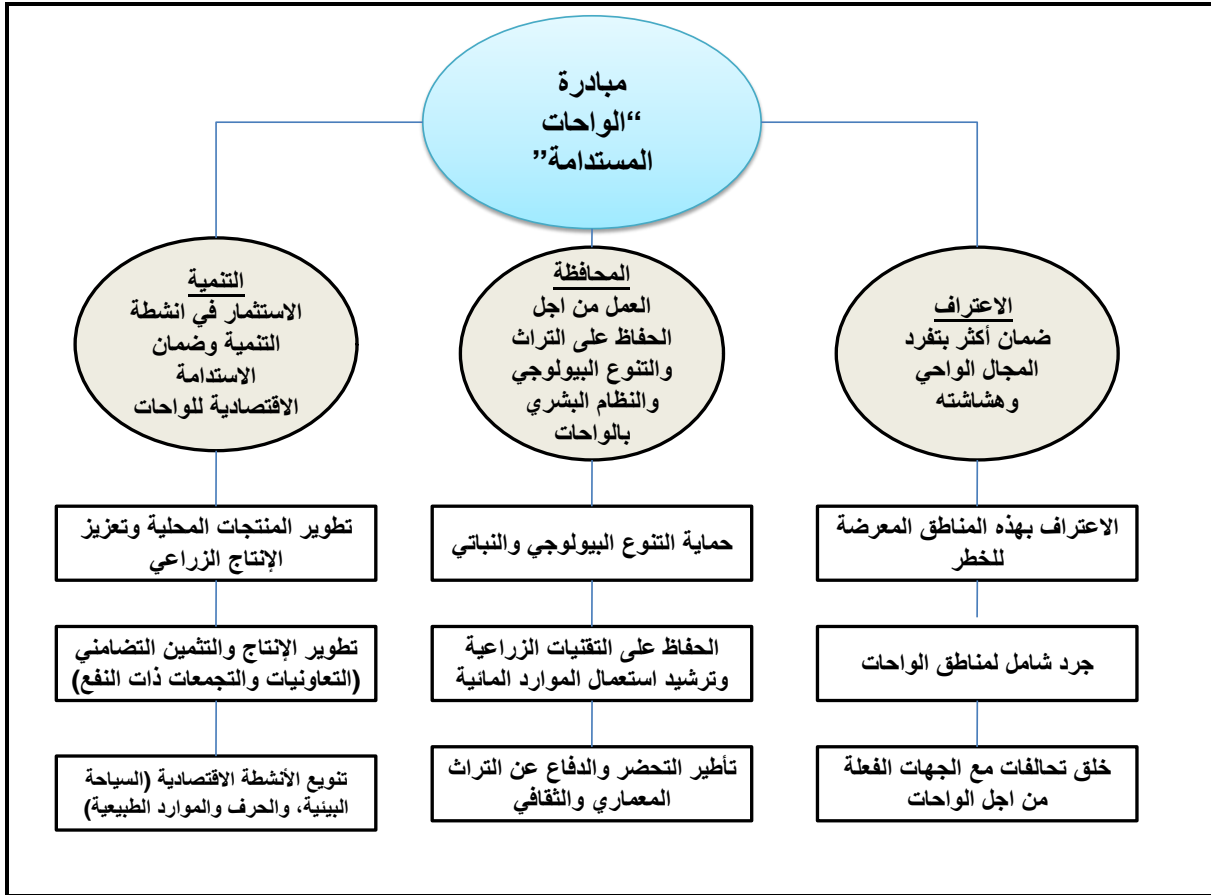 مبادرة
“الواحات
المستدامة”
الاعتراف
ضمان أكثر بتفرد
المجال الواحي
وهشاشته
الاعتراف بهذه المناطق المعرضة
للخطر
جرد شامل لمناطق الواحات
خلق تحالفات مع الجهات الفعلة
من اجل الواحات
المحافظة
العمل من اجل
الحفاظ على التراث
والتنوع البيولوجي
والنظام البشري
بالواحات
حماية التنوع البيولوجي والنباتي
الحفاظ على التقنيات الزراعية
وترشيد استعمال الموارد المائية
تأطير التحضر والدفاع عن التراث
المعماري والثقافي
التنمية
الاستثمار في انشطة
التنمية وضمان
الاستدامة
الاقتصادية للواحات
تطوير المنتجات المحلية وتعزيز
الإنتاج الزراعي
تطوير الإنتاج والتثمين التضامني
(التعاونيات والتجمعات ذات النفع)
تنويع الأنشطة الاقتصادية (السياحة
البيئية، والحرف والموارد الطبيعية)